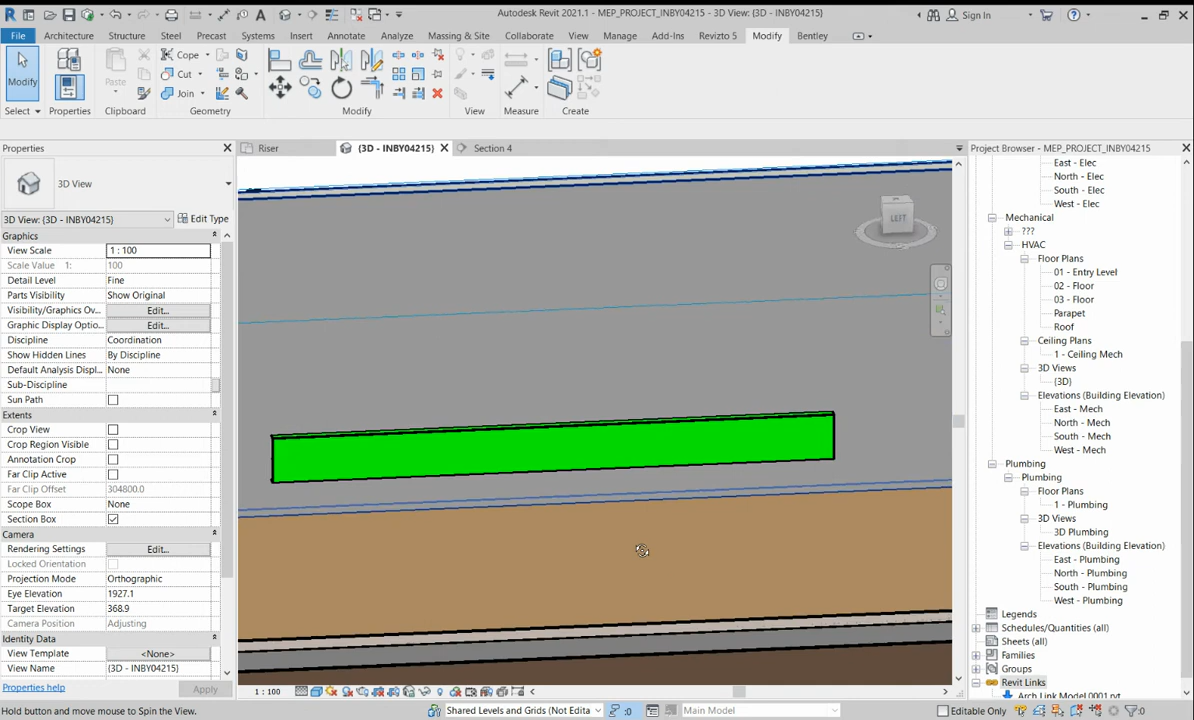 Autodesk Revit 2021.1 - MEP_PROJECT_INBY04215 - 3D View: {3D - INBY04215}
Sign In
File Architecture Structure Steel Precast Systems Insert Annotate Analyze Massing & Site Collaborate View Manage Add-Ins Revizto 5 Modify Bentley
Modify
Paste
Cope
Cut
Join
Select Properties Clipboard Geometry Modify View Measure Create
Properties
3D View
3D View: {3D - INBY04215}
Edit Type
Graphics
View Scale 1 : 100
Scale Value 1: 100
Detail Level Fine
Parts Visibility Show Original
Visibility/Graphics Ov... Edit...
Graphic Display Optio... Edit...
Discipline Coordination
Show Hidden Lines By Discipline
Default Analysis Displ... None
Sub-Discipline
Sun Path
Extents
Crop View
Crop Region Visible
Annotation Crop
Far Clip Active
Far Clip Offset 304800.0
Scope Box None
Section Box
Camera
Rendering Settings Edit...
Locked Orientation
Projection Mode Orthographic
Eye Elevation 1927.1
Target Elevation 368.9
Camera Position Adjusting
Identity Data
View Template <None>
View Name {3D - INBY04215}
Properties help
Apply
Riser
{3D - INBY04215}
Section 4
LEFT
1 : 100
Project Browser - MEP_PROJECT_INBY04215
East - Elec
North - Elec
South - Elec
West - Elec
Mechanical
???
HVAC
Floor Plans
01 - Entry Level
02 - Floor
03 - Floor
Parapet
Roof
Ceiling Plans
1 - Ceiling Mech
3D Views
{3D}
Elevations (Building Elevation)
East - Mech
North - Mech
South - Mech
West - Mech
Plumbing
Plumbing
Floor Plans
1 - Plumbing
3D Views
3D Plumbing
Elevations (Building Elevation)
East - Plumbing
North - Plumbing
South - Plumbing
West - Plumbing
Legends
Schedules/Quantities (all)
Sheets (all)
Families
Groups
Revit Links
Arch Link Model 0001.rvt
Hold button and move mouse to Spin the View.
Shared Levels and Grids (Not Edita
:0
Main Model
Editable Only
:0